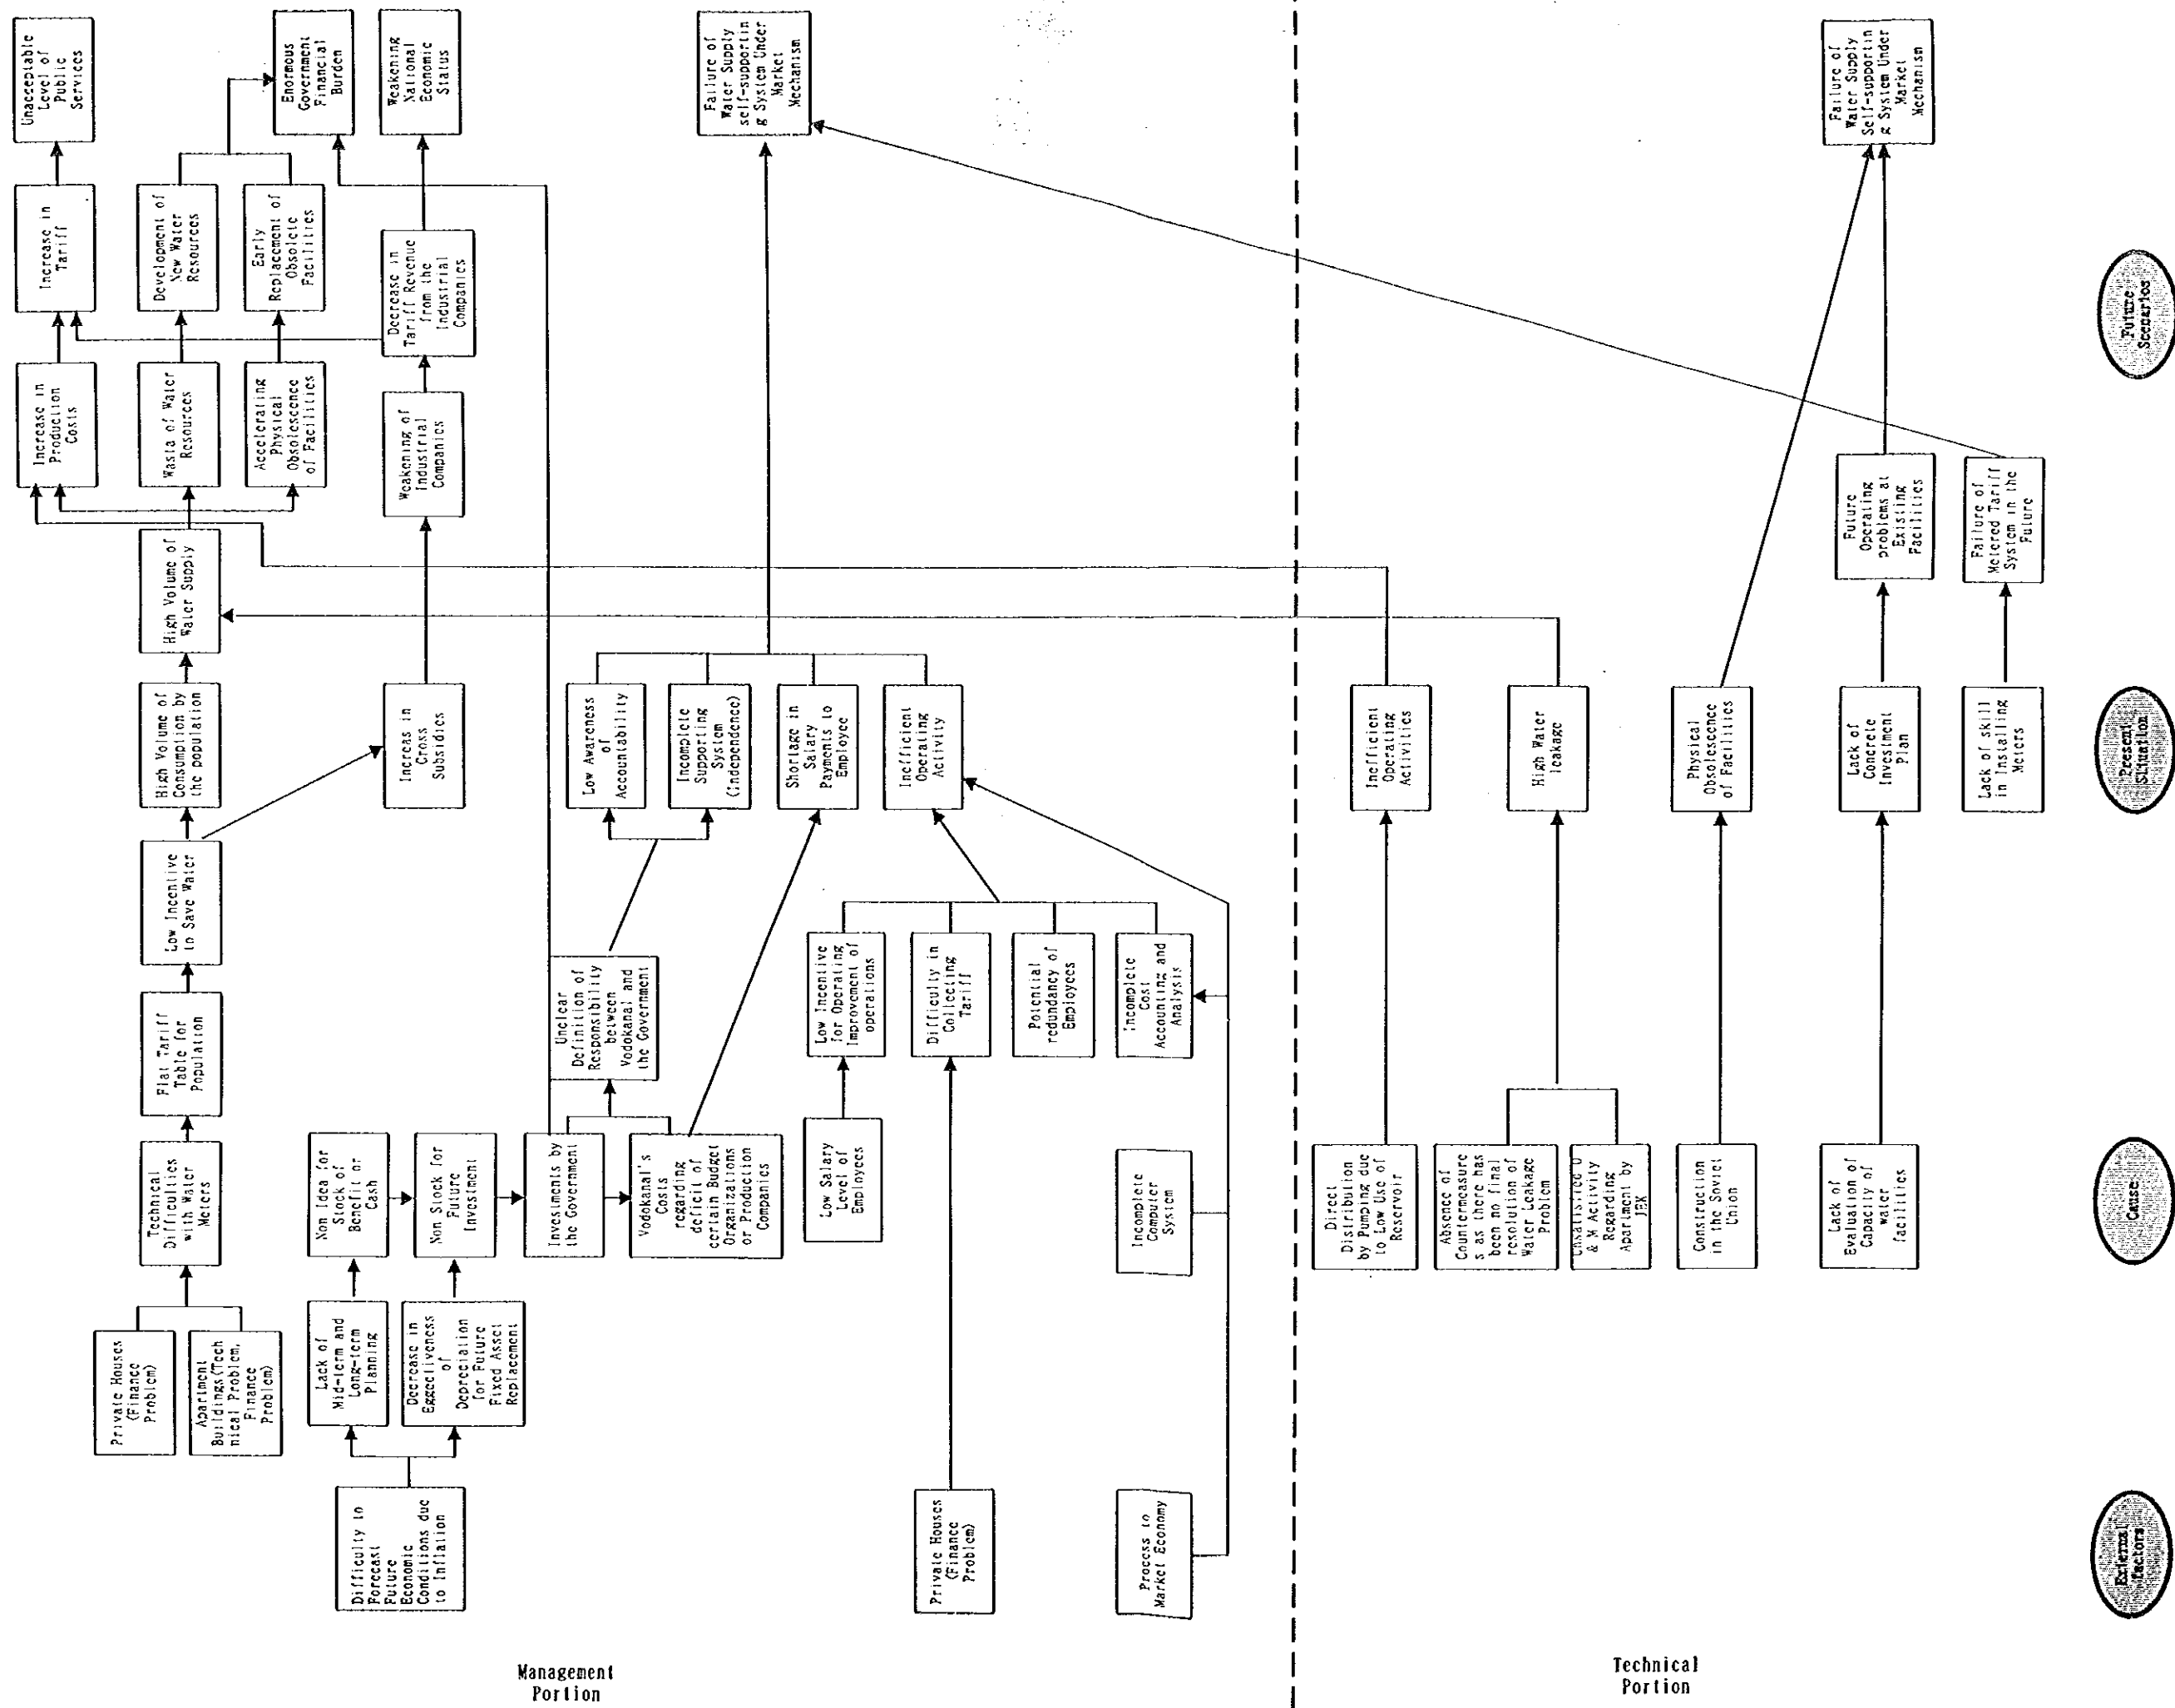 Unacceptable
Level of
Public
Services
Enormous
Government
Financial
Burden
Weakening
National
Economic
Status
Failure of
Water Supply
self-supportin
g System Under
Market
Mechanism
Failure of
Water Supply
Self-supportin
g System Under
Market
Mechanism
Increase in
Tariff
Development of
New Water
Resources
Early
Replacement of
Obsolete
Facilities
Decrease in
Tariff Revenue
from the
Industrial
Companies
Increase in
Production
Costs
Wasta of Water
Resources
Accelerating
Physical
Obsolescence
of Facilities
Weakening of
Industrial
Companies
Future
Operating
problems at
Existing
Facilities
Failure of
Metered Tariff
System in the
Future
Future
Scenarios
High Volume of
Water Supply
High Volume of
Consumption by
the population
Increas in
Cross
Subsidies
Low Awareness
of
Accountability
Incomplete
Supporting
System
(Independence)
Shortage in
Salary
Payments to
Employee
Inefficient
Operating
Activity
Inefficient
Operating
Activities
High Water
leakage
Physical
Obsolescence
of Facilities
Lack of
Concrete
Investment
Plan
Lack of skill
in Installing
Meters
Present
Situation
Low Incentive
to Save Water
Flat Tariff
Table for
Population
Unclear
Definition of
Responsibility
between
Vodokanal and
the Government
Low Incentive
for Operating
Improvement of
operations
Difficulty in
Collecting
Tariff
Potential
redundancy of
Employees
Incomplete
Cost
Accounting and
Analysis
Technical
Difficulties
with Water
Meters
Non Idea for
Stock of
Benefit or
Cash
Non Stock for
Future
Investment
Investments by
the Government
Vodokanal's
Costs
regarding
deficit of
certain Budget
Organizations
or Production
Companies
Low Salary
Level of
Employees
Incomplete
Computer
System
Direct
Distribution
by Pumping due
to Low Use of
Reservoir
Absence of
Countermeasure
s as there has
been no final
resolution of
Water Leakage
Problem
Unsatisfied O
& M Activity
Regarding
Apartment by
JEX
Construction
in the Soviet
Union
Lack of
Evaluation of
Capacity of
water
facilities
Cause
Private Houses
(Finance
Problem)
Apartment
Buildings(Tech
nical Problem,
Finance
Problem)
Lack of
Mid-term and
Long-term
Planning
Decrease in
Eggectiveness
of
Depreciation
for Future
Fixed Asset
Replacement
Difficulty to
Forecast
Future
Economic
Conditions due
to Inflation
Private Houses
(Finance
Problem)
Process to
Market Economy
External
factors
Management
Portion
Technical
Portion